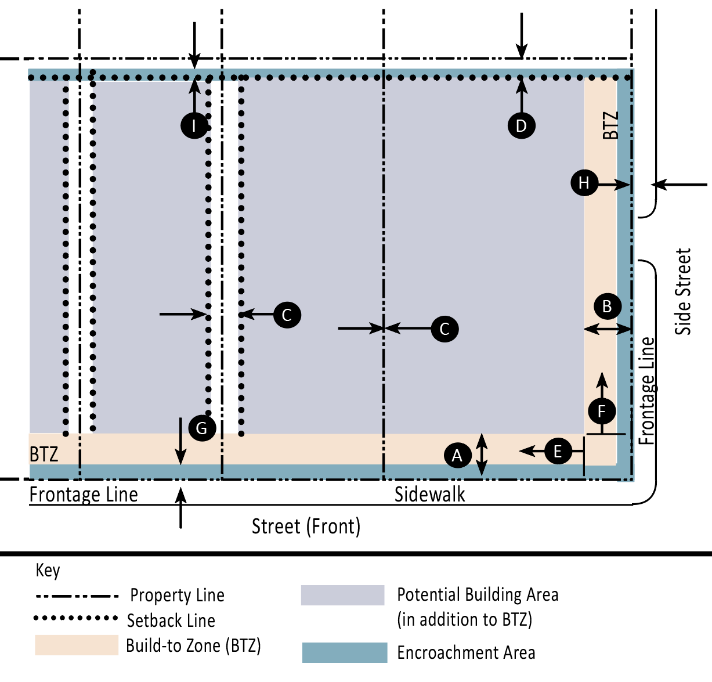 I
D
BTZ
H
B
C
C
F
G
A
E
BTZ
Frontage Line
Side Street
Frontage Line
Sidewalk
Street (Front)
Key
Property Line
Setback Line
Build-to Zone (BTZ)
Potential Building Area
(in addition to BTZ)
Encroachment Area